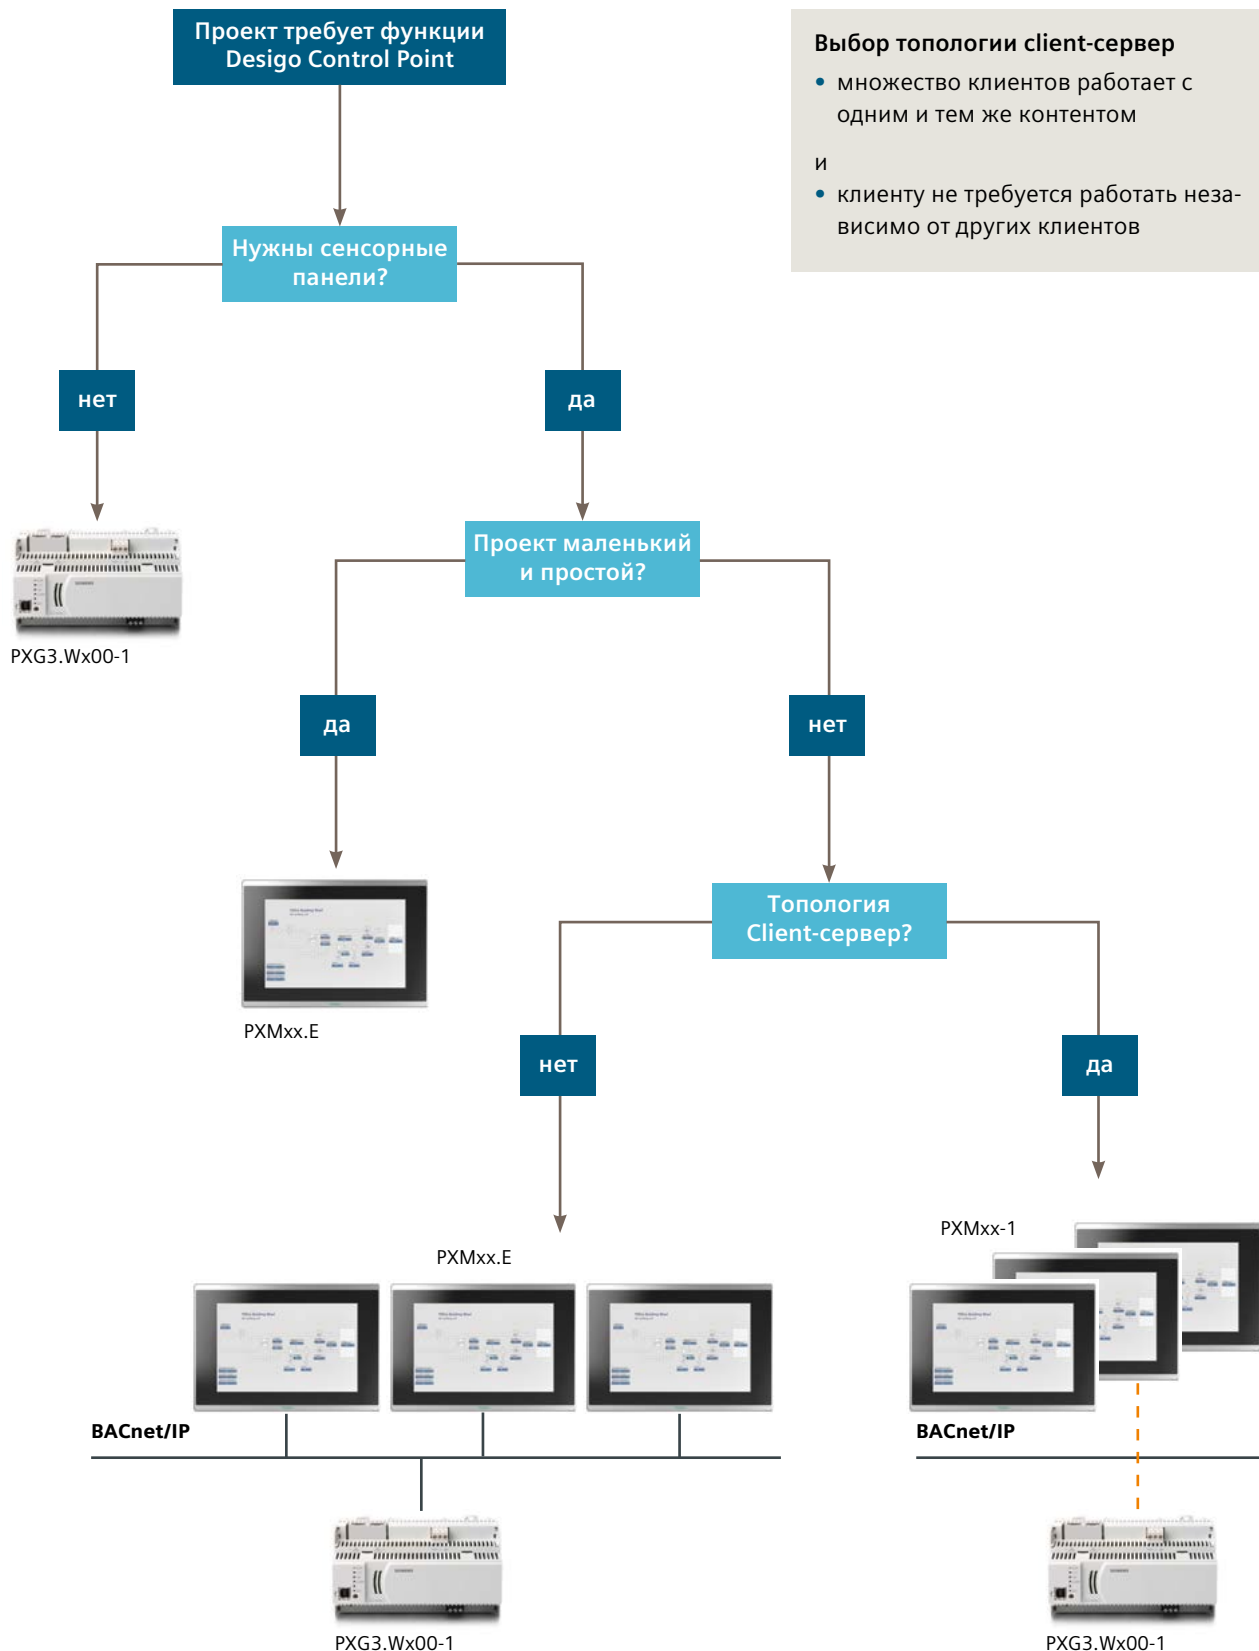 Проект требует функции
Desigo Control Point
Выбор топологии client-сервер
• множество клиентов работает с
одним и тем же контентом
и
• клиенту не требуется работать неза-
висимо от других клиентов
Нужны сенсорные
панели?
нет
да
PXG3.Wx00-1
Проект маленький
и простой?
да
нет
PXMxx.E
Топология
Client-сервер?
нет
да
PXMxx.E
PXMxx-1
BACnet/IP
BACnet/IP
PXG3.Wx00-1
PXG3.Wx00-1